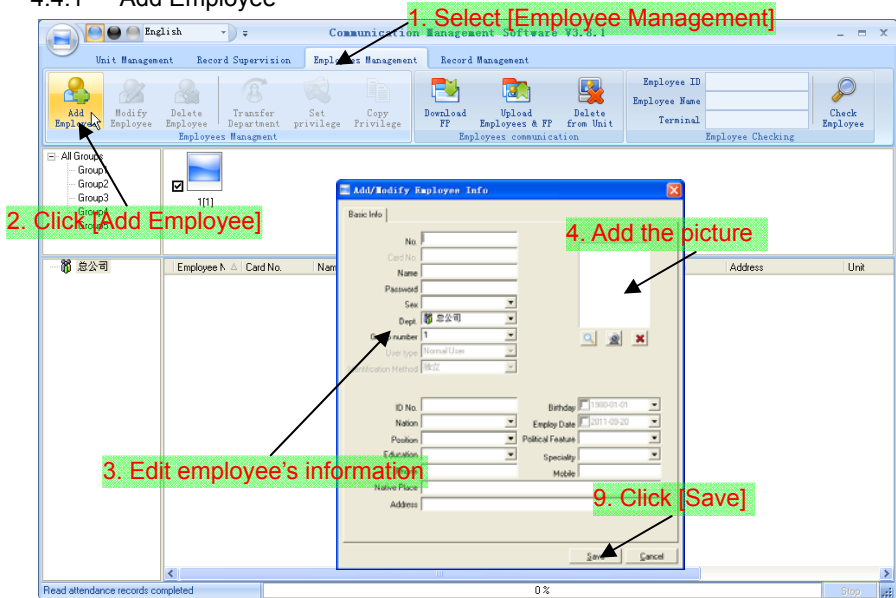 4.4.1 Add Employee
1. Select [Employee Management]
English
Communication Management Software V3.8.1
Unit Management Record Supervision Employees Management Record Management
Add Employee
Modify Employee
Delete Employee
Transfer Department
Set privilege
Copy Privilege
Employees Managment
Download FP
Upload Employees & FP
Delete from Unit
Employees communication
Employee ID
Employee Name
Terminal
Check Employee
Employee Checking
All Groups
Group1
Group2
Group3
1[1]
2. Click [Add Employee]
Add/Modify Employee Info
Basic Info
4. Add the picture
No.
Card No.
Name
Password
Sex
Dept. 总公司
number 1
User type Normal User
Identification Method 独立
总公司
Employee N Card No. Nam Address Unit
ID No. Birthday 1980-01-01
Nation Employ Date 2011-09-20
Position Political Feature
Education Speciality
3. Edit employee's information
Mobile
Native Place
9. Click [Save]
Address
Save Cancel
Read attendance records completed 0 % Stop